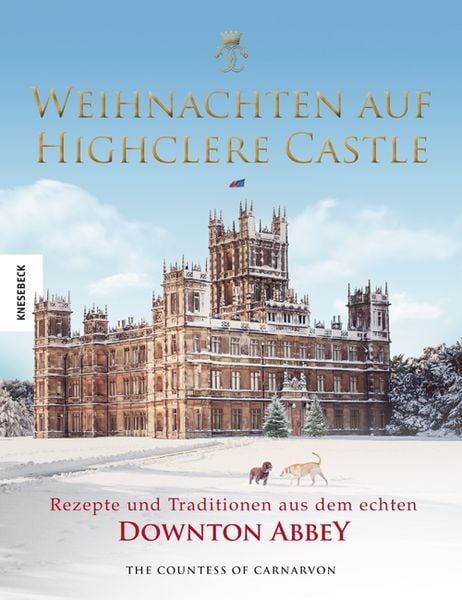 WEIHNACHTEN AUF
HIGHCLERE CASTLE
KNESEBECK
Rezepte und Traditionen aus dem echten
DOWNTON ABBEY
THE COUNTESS OF CARNARVON